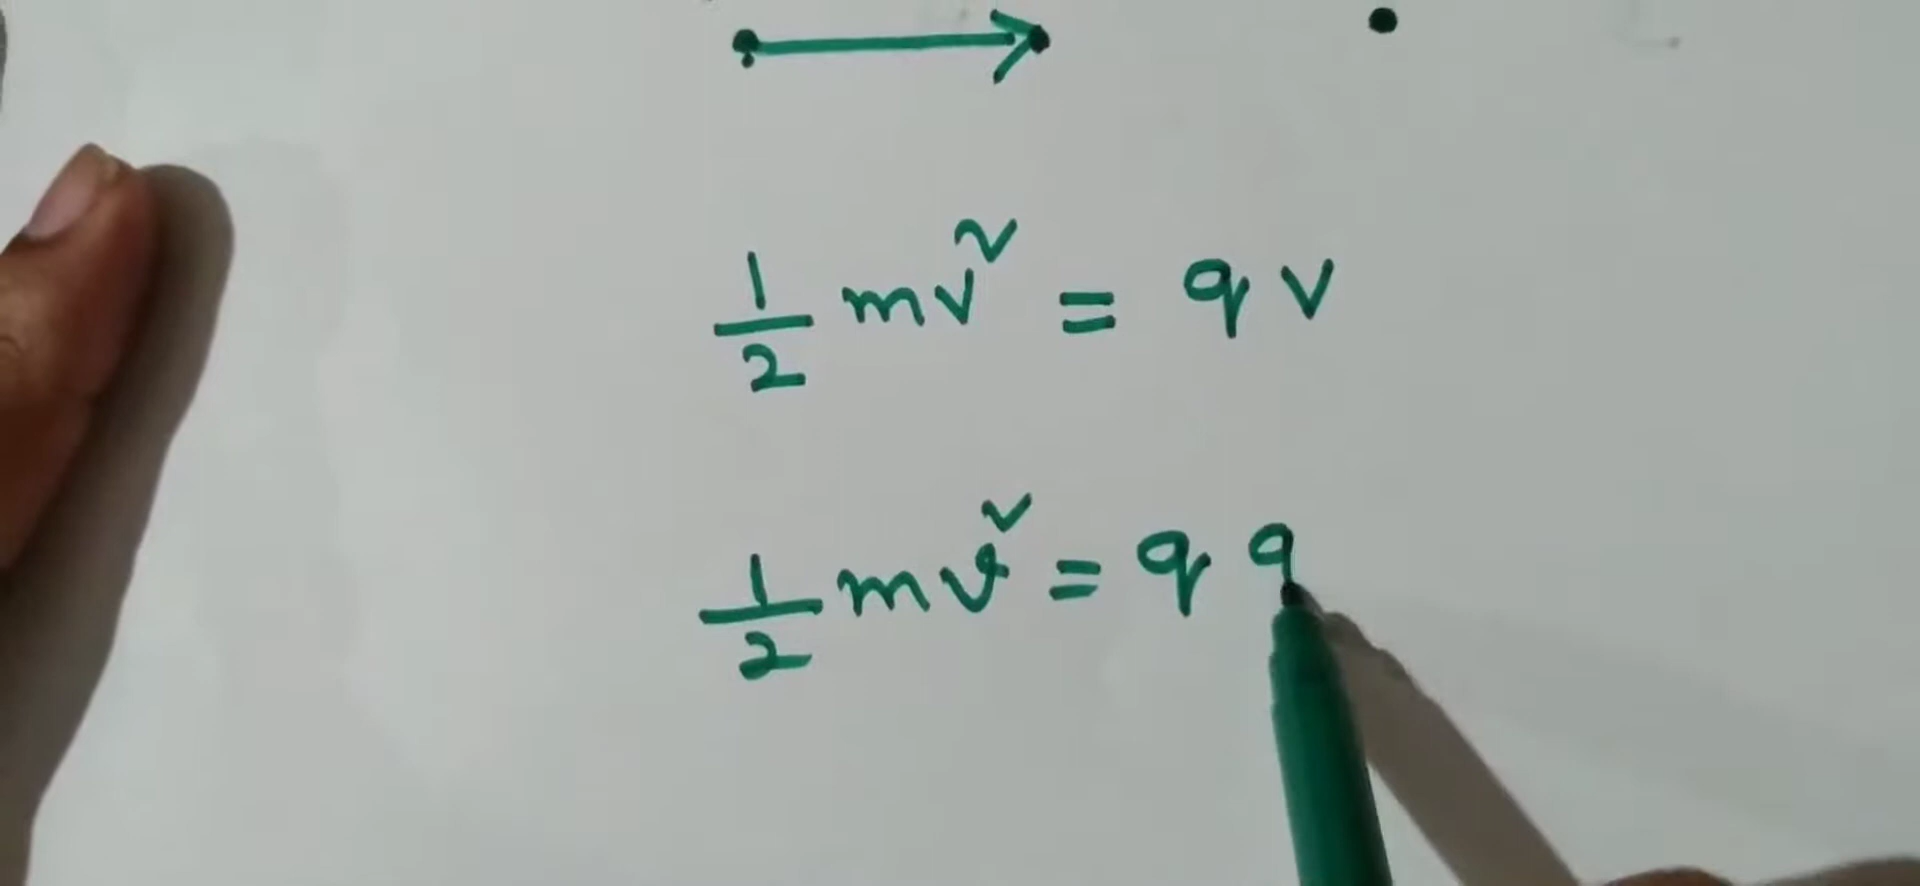 1/2 mv² = qv
1/2 mv² = q q